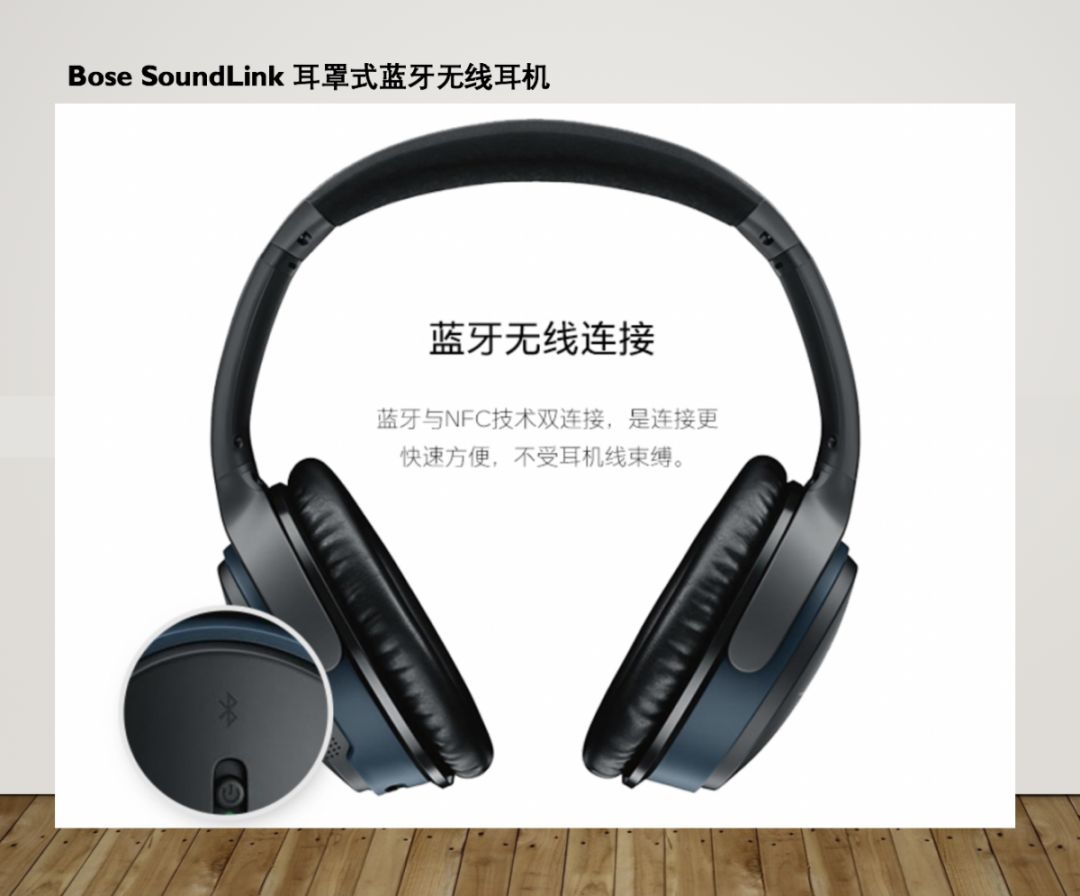 Bose SoundLink 耳罩式蓝牙无线耳机
蓝牙无线连接
蓝牙与NFC技术双连接，是连接更
快速方便，不受耳机线束缚。